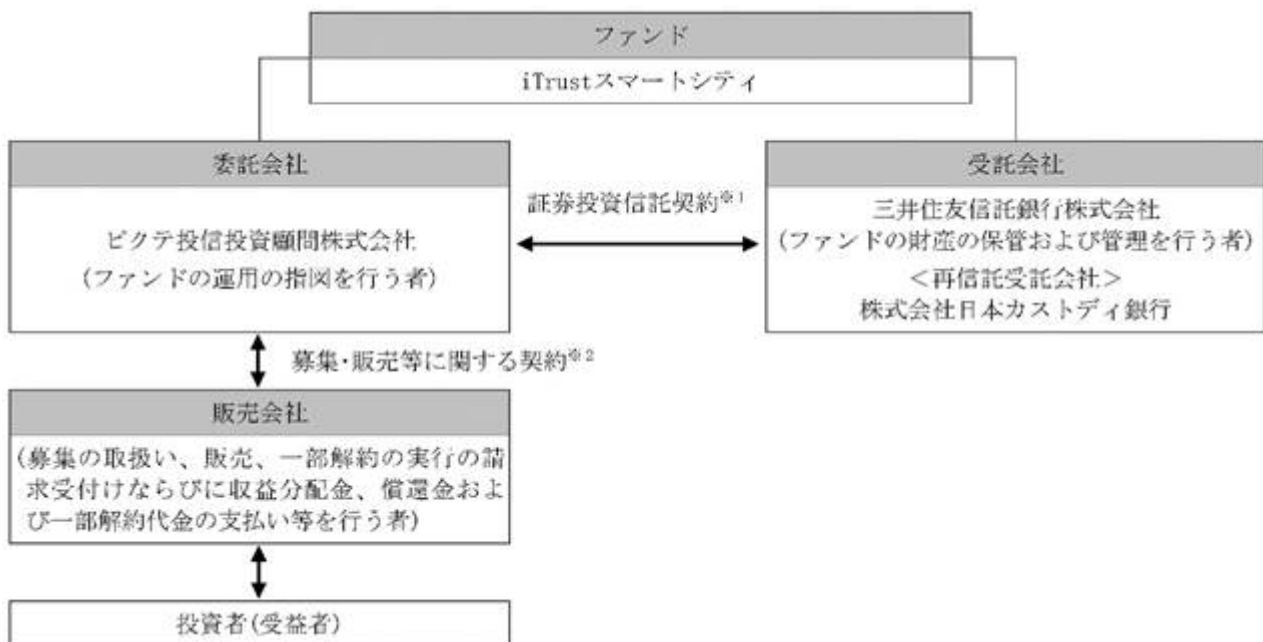 ファンド
iTrustスマートシティ
委託会社
ピクテ投信投資顧問株式会社
(ファンドの運用の指図を行う者)
証券投資信託契約※1
受託会社
三井住友信託銀行株式会社
(ファンドの財産の保管および管理を行う者)
＜再信託受託会社＞
株式会社日本カストディ銀行
募集･販売等に関する契約※2
販売会社
(募集の取扱い、販売、一部解約の実行の請
求受付けならびに収益分配金、償還金およ
び一部解約代金の支払い等を行う者)
投資者(受益者)